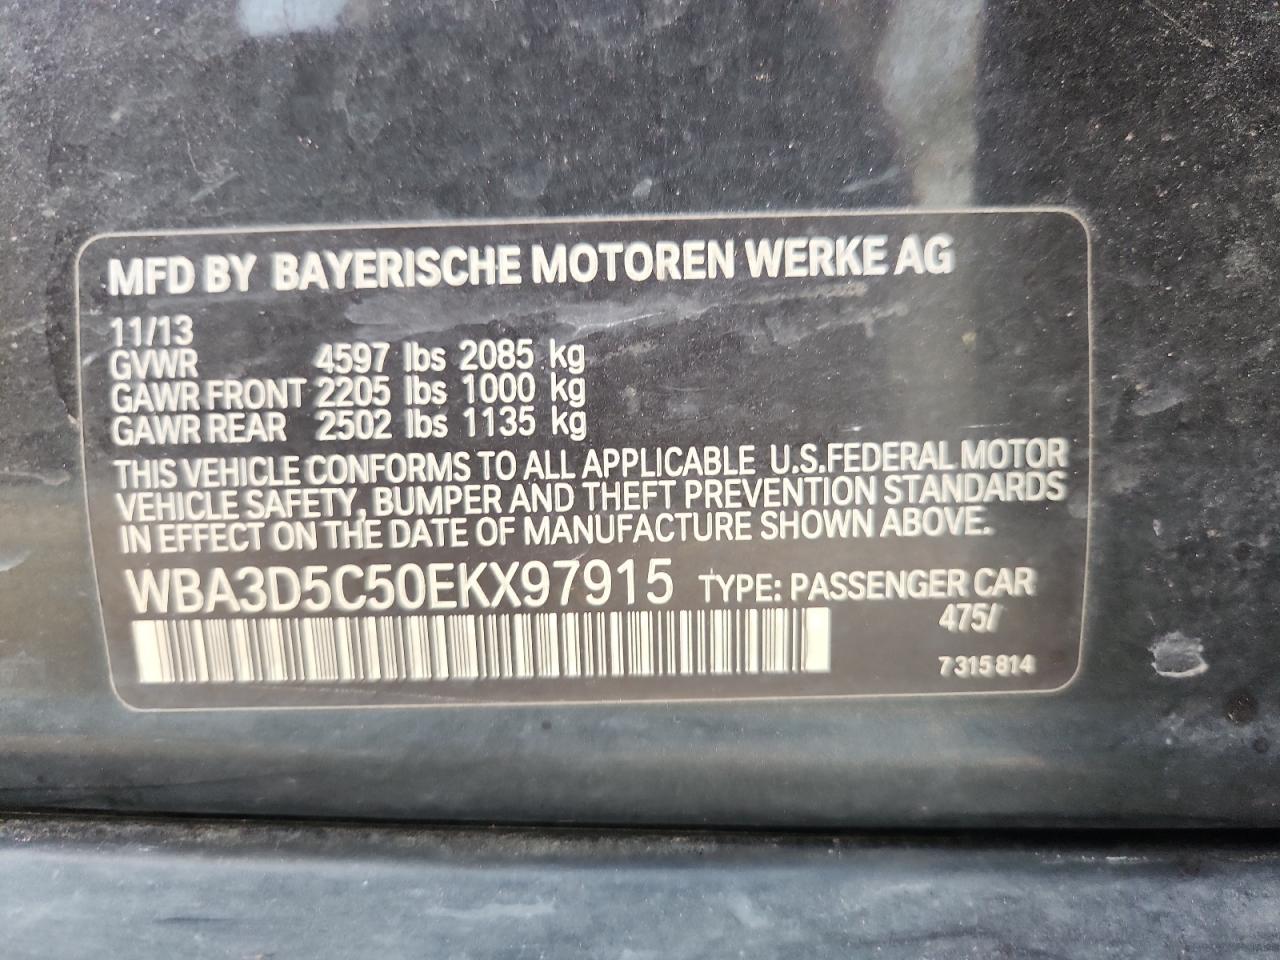 MFD BY BAYERISCHE MOTOREN WERKE AG
11/13
GVWR 4597 lbs 2085 kg
GAWR FRONT 2205 lbs 1000 kg
GAWR REAR 2502 lbs 1135 kg
THIS VEHICLE CONFORMS TO ALL APPLICABLE U.S.FEDERAL MOTOR
VEHICLE SAFETY, BUMPER AND THEFT PREVENTION STANDARDS
IN EFFECT ON THE DATE OF MANUFACTURE SHOWN ABOVE.
WBA3D5C50EKX97915 TYPE: PASSENGER CAR
475/
7 315 814